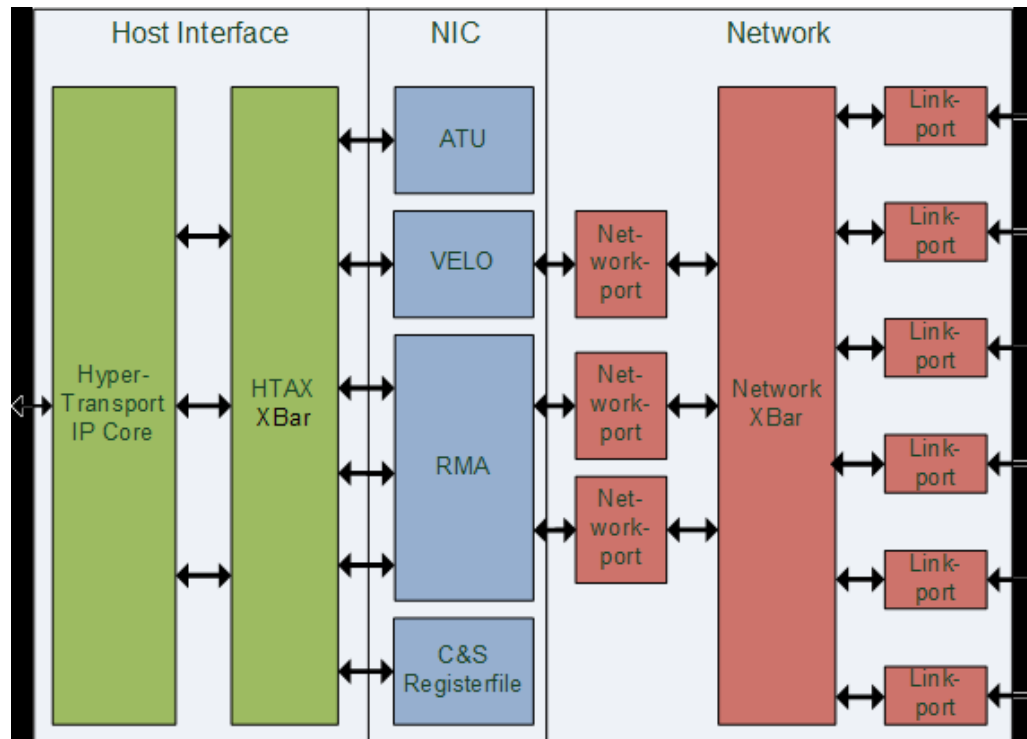 Host Interface
NIC
Network
Hyper-
Transport
IP Core
HTAX
XBar
ATU
VELO
RMA
C&S
Registerfile
Net-
work-
port
Net-
work-
port
Net-
work-
port
Network
XBar
Link-
port
Link-
port
Link-
port
Link-
port
Link-
port
Link-
port